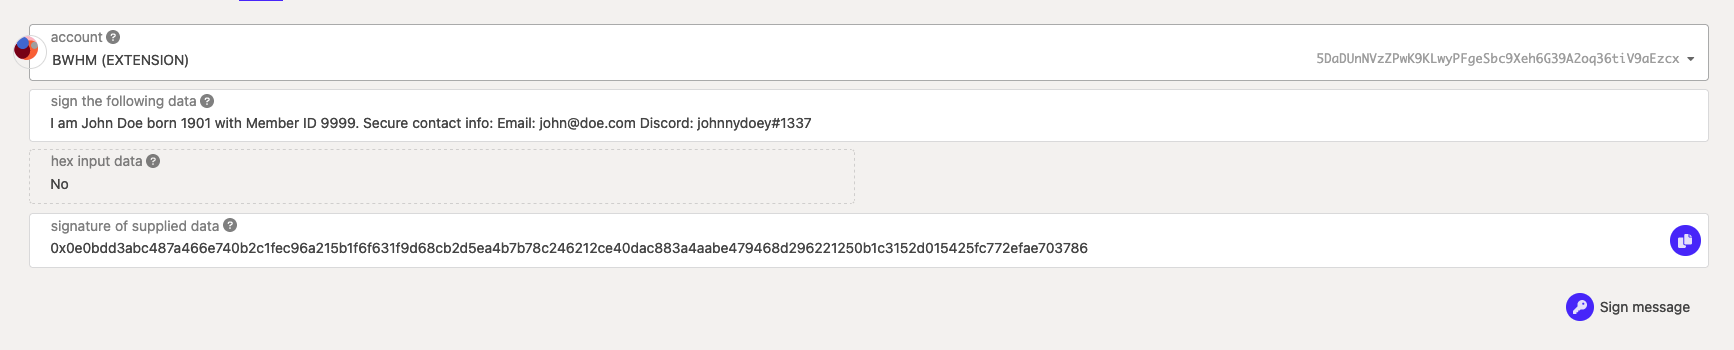 account
BWHM (EXTENSION)
5DaDUnNVzZPwK9KLwyPFgeSbc9Xeh6G39A2oq36tiV9aEzcx
sign the following data
I am John Doe born 1901 with Member ID 9999. Secure contact info: Email: john@doe.com Discord: johnnydoey#1337
hex input data
No
signature of supplied data
0x0e0bdd3abc487a466e740b2c1fec96a215b1f6f631f9d68cb2d5ea4b7b78c246212ce40dac883a4aabe479468d296221250b1c3152d015425fc772efae703786
Sign message